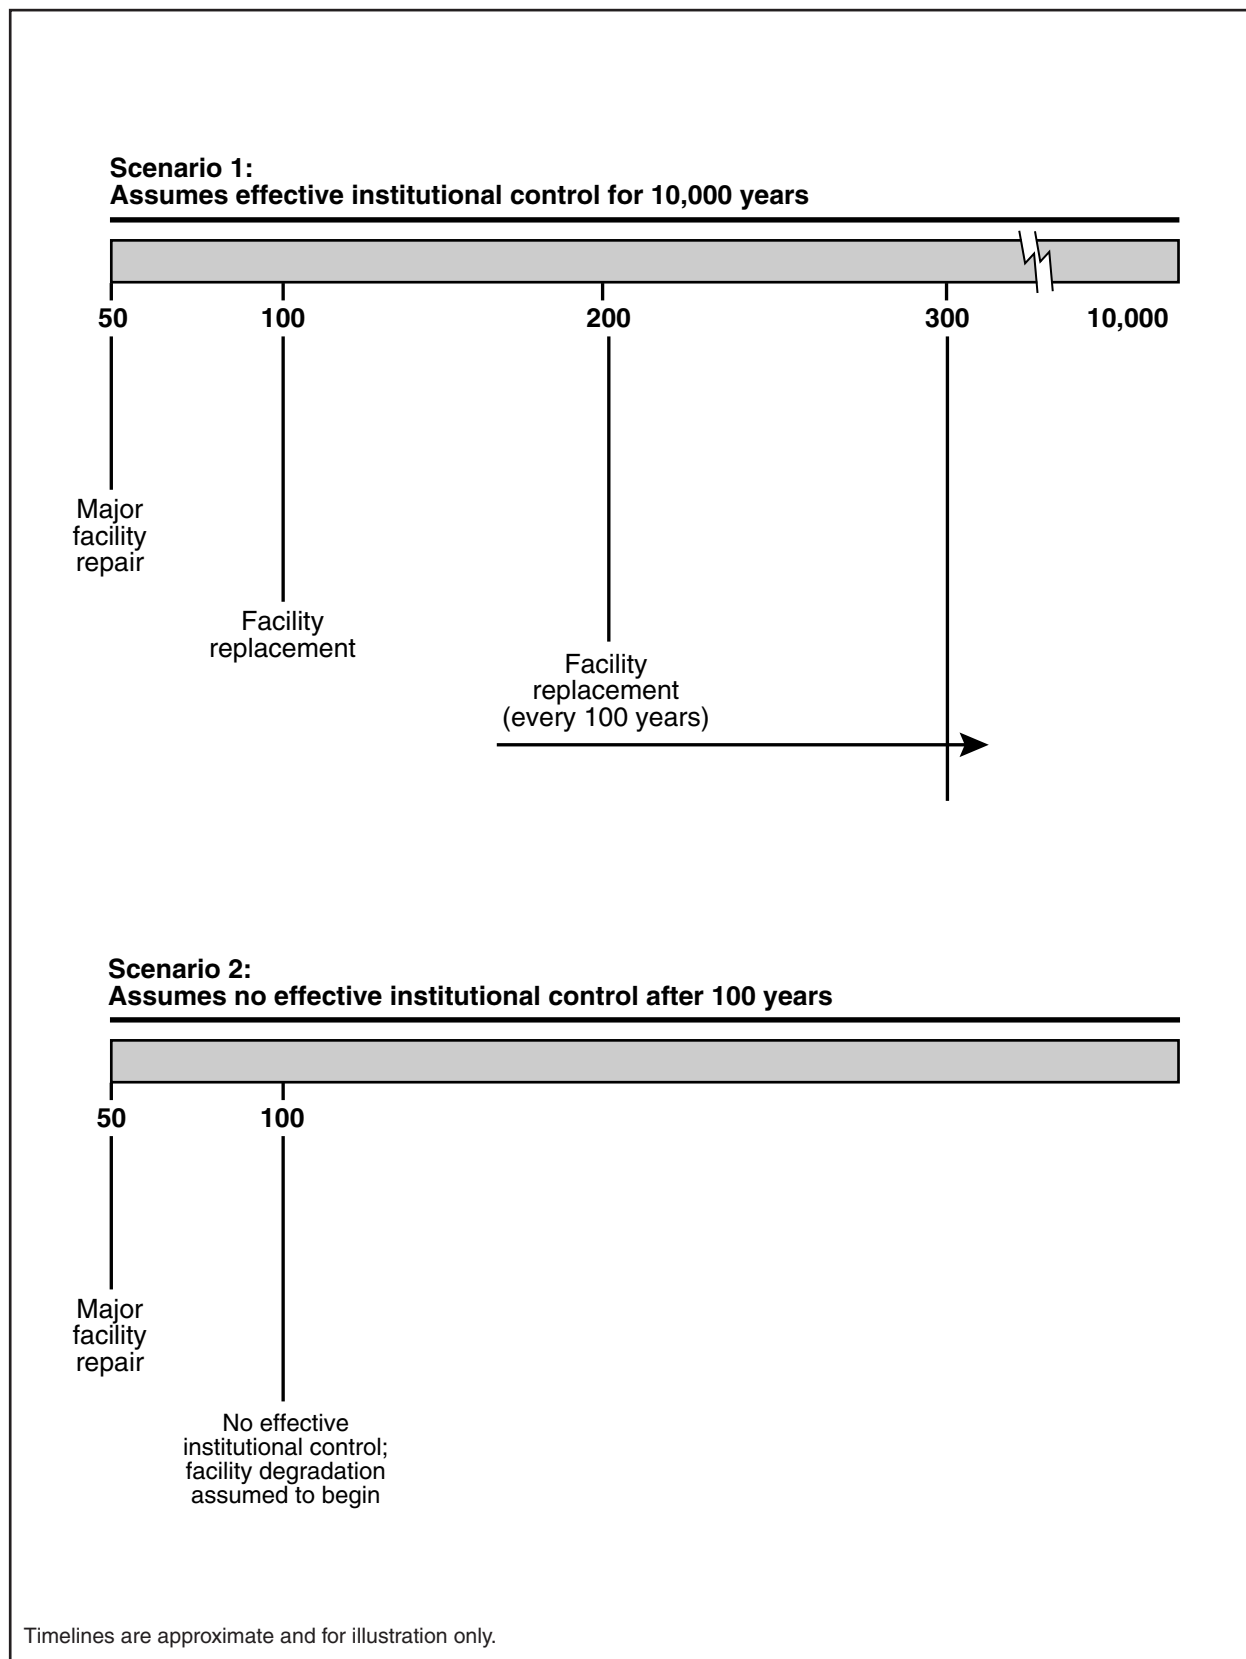 Scenario 1:
Assumes effective institutional control for 10,000 years
50 100 200 300 10,000
Major
facility
repair
Facility
replacement
Facility
replacement
(every 100 years)
Scenario 2:
Assumes no effective institutional control after 100 years
50 100
Major
facility
repair
No effective
institutional control;
facility degradation
assumed to begin
Timelines are approximate and for illustration only.